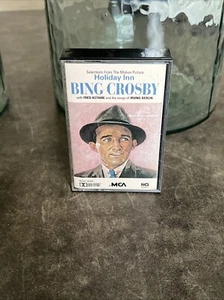 Selections From The Motion Picture
Holiday Inn
BING CROSBY
with FRED ASTAIRE and the songs of IRVING BERLIN
MCA